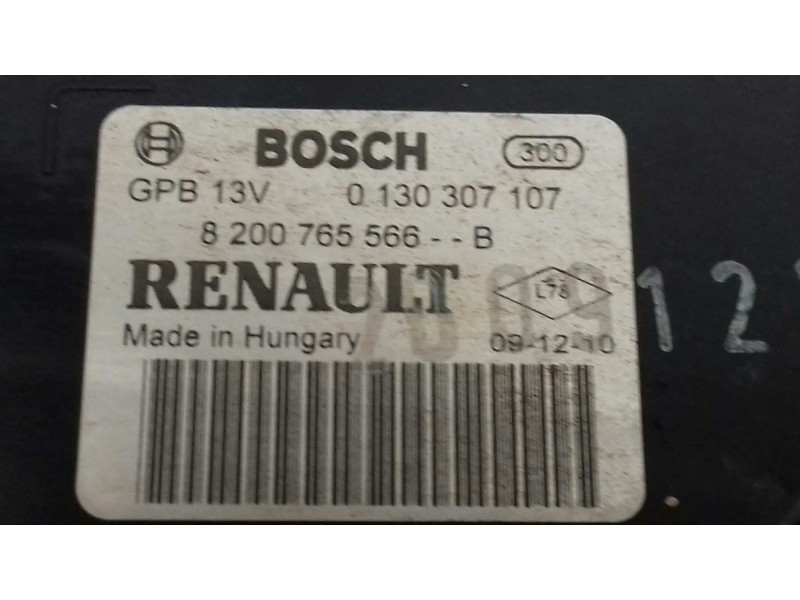 BOSCH 300
GPB 13V 0 130 307 107
8 200 765 566 - - B
RENAULT L78
Made in Hungary 09-12-10
12